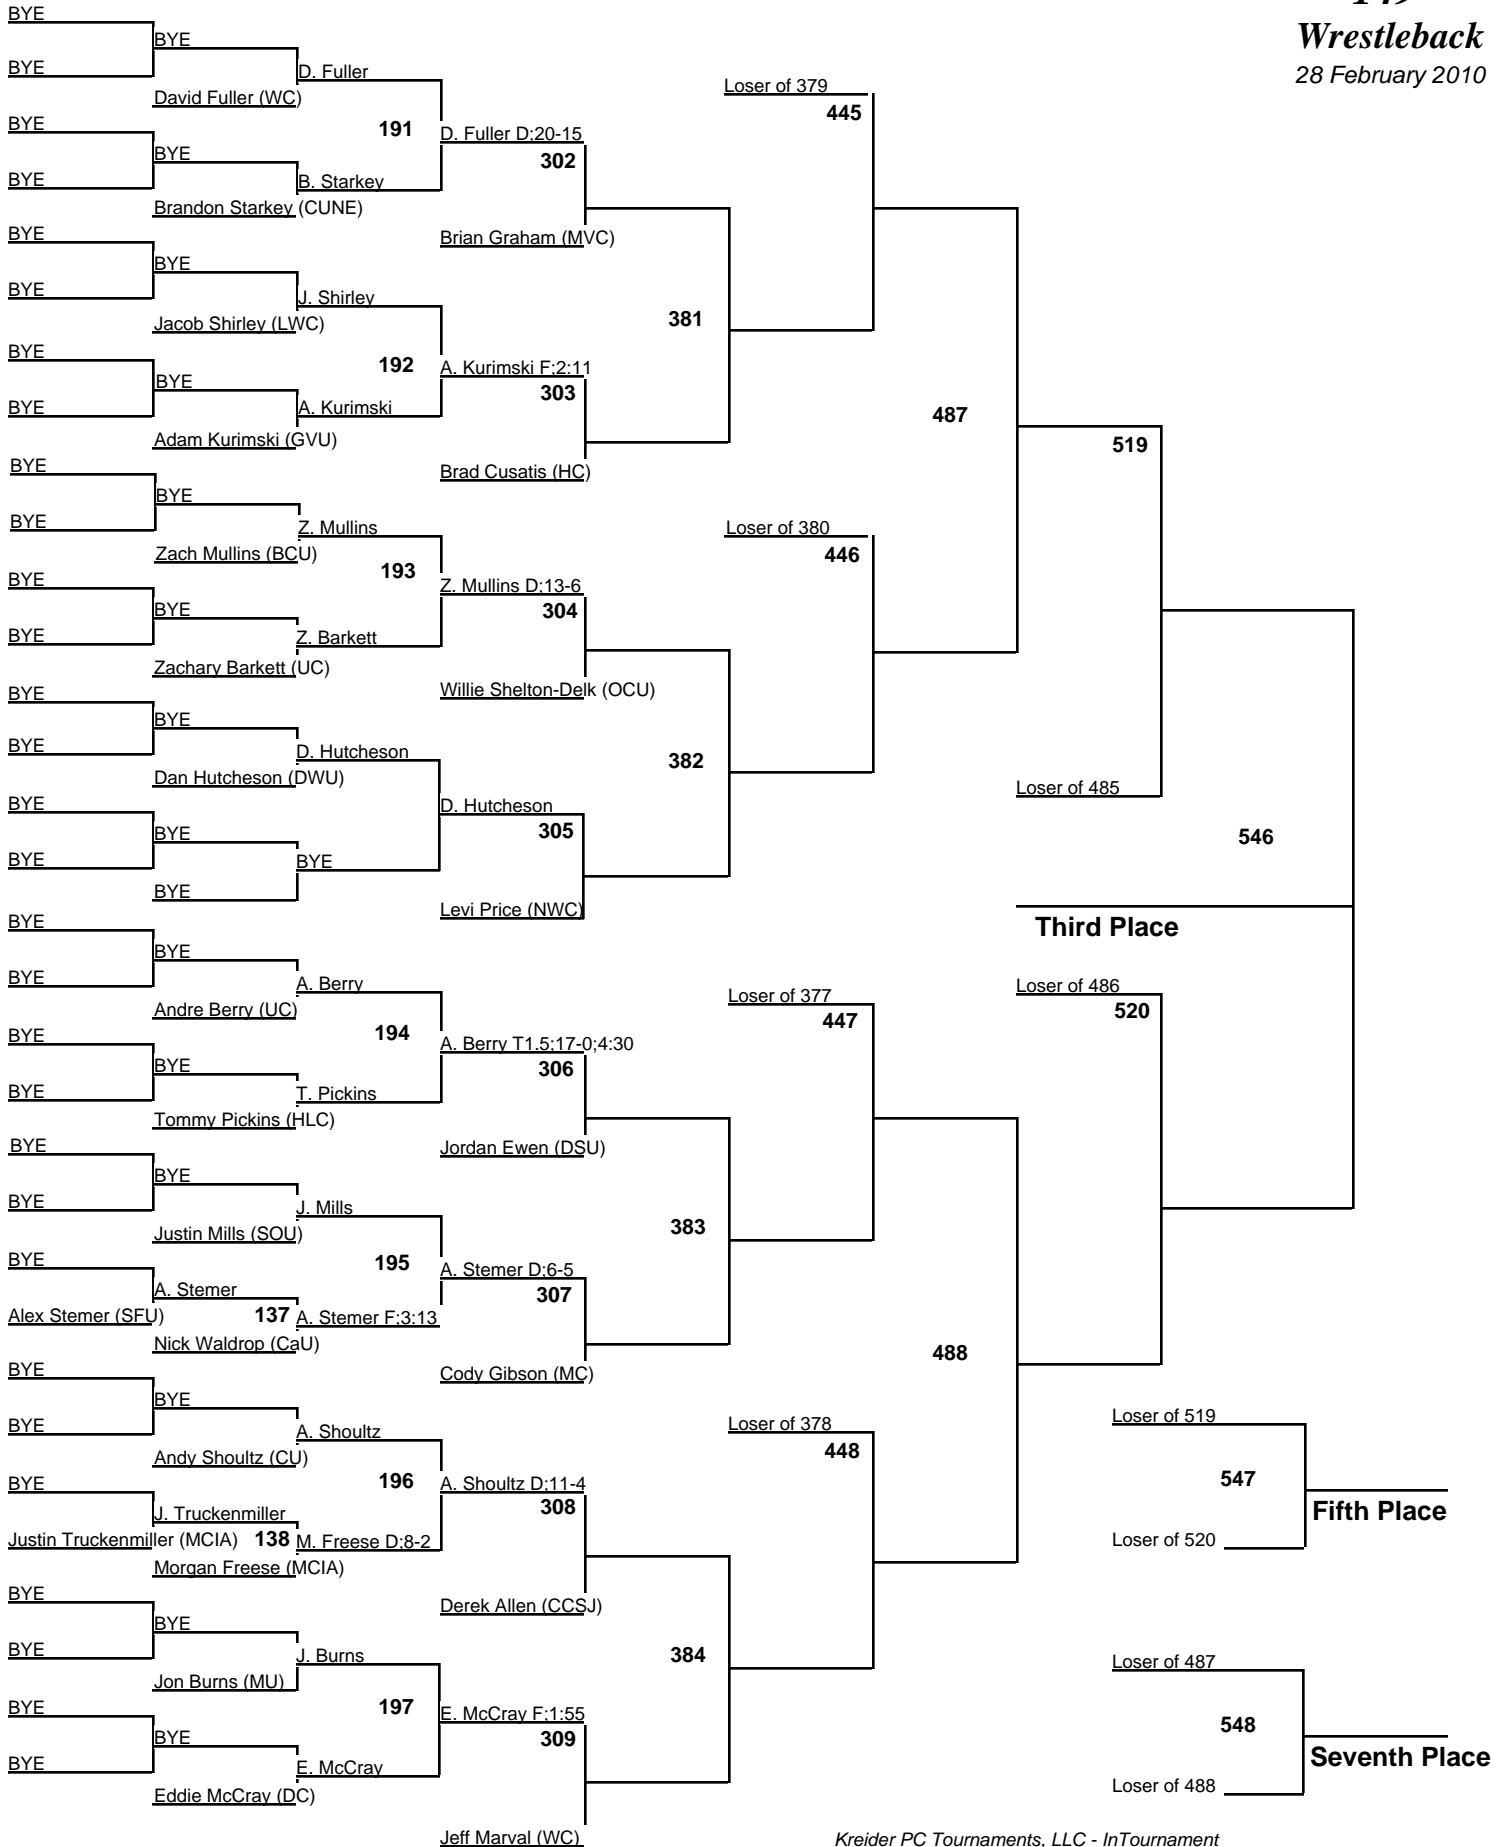 149
Wrestleback
28 February 2010
BYE
BYE
BYE
D. Fuller
David Fuller (WC)
191
BYE
BYE
BYE
B. Starkey
Brandon Starkey (CUNE)
D. Fuller D;20-15
302
Brian Graham (MVC)
BYE
BYE
BYE
J. Shirley
Jacob Shirley (LWC)
192
BYE
BYE
BYE
A. Kurimski
Adam Kurimski (GVU)
A. Kurimski F;2:11
303
Brad Cusatis (HC)
381
Loser of 379
445
BYE
BYE
BYE
Z. Mullins
Zach Mullins (BCU)
193
BYE
BYE
BYE
Z. Barkett
Zachary Barkett (UC)
Z. Mullins D;13-6
304
Willie Shelton-Delk (OCU)
BYE
BYE
BYE
D. Hutcheson
Dan Hutcheson (DWU)
BYE
BYE
BYE
BYE
BYE
D. Hutcheson
305
Levi Price (NWC)
382
Loser of 380
446
487
519
Loser of 485
546
Third Place
BYE
BYE
BYE
A. Berry
Andre Berry (UC)
194
BYE
BYE
BYE
T. Pickins
Tommy Pickins (HLC)
A. Berry T1.5;17-0;4:30
306
Jordan Ewen (DSU)
BYE
BYE
BYE
J. Mills
Justin Mills (SOU)
195
BYE
A. Stemer
Alex Stemer (SFU)
137
A. Stemer F;3:13
Nick Waldrop (CaU)
A. Stemer D;6-5
307
Cody Gibson (MC)
383
Loser of 377
447
Loser of 486
520
488
BYE
BYE
BYE
A. Shoultz
Andy Shoultz (CU)
196
BYE
J. Truckenmiller
Justin Truckenmiller (MCIA)
138
M. Freese D;8-2
Morgan Freese (MCIA)
A. Shoultz D;11-4
308
Derek Allen (CCSJ)
Loser of 378
448
BYE
BYE
BYE
J. Burns
Jon Burns (MU)
197
BYE
BYE
BYE
E. McCray
Eddie McCray (DC)
E. McCray F;1:55
309
Jeff Marval (WC)
384
Loser of 519
547
Fifth Place
Loser of 520
Loser of 487
548
Seventh Place
Loser of 488
Kreider PC Tournaments, LLC - InTournament